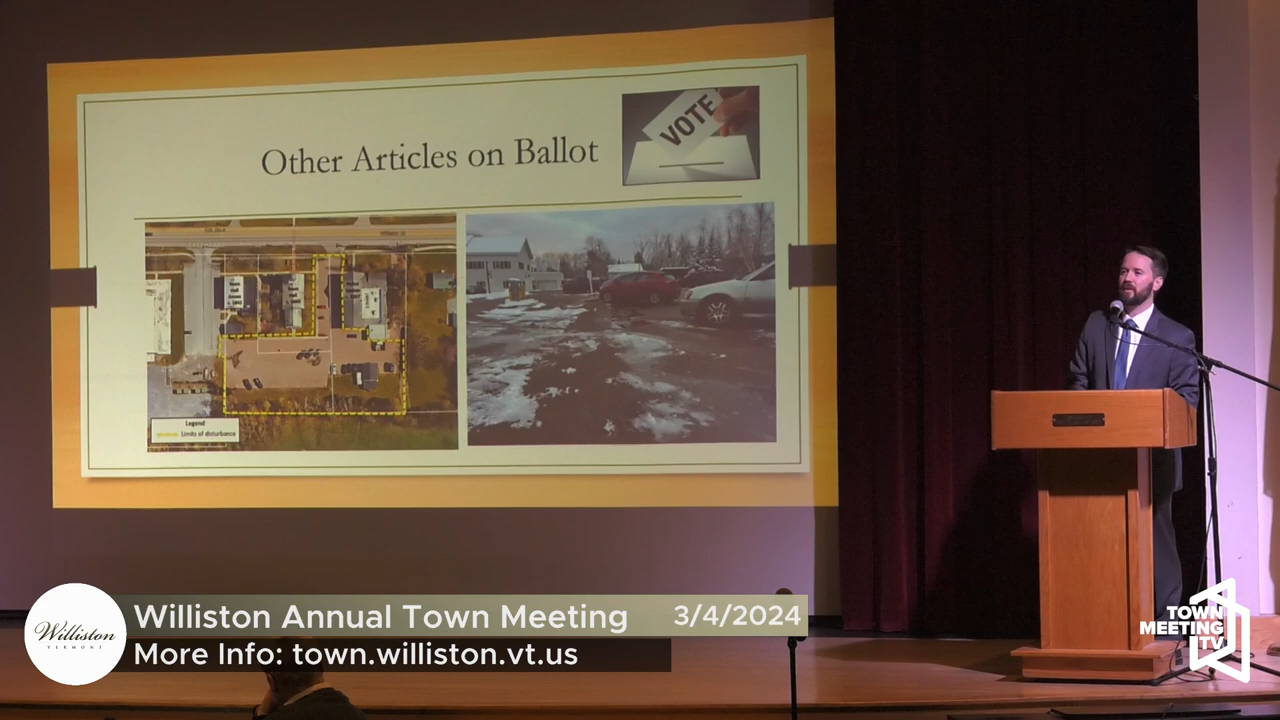 Other Articles on Ballot
VOTE
Legend
Limits of disturbance
Williston Annual Town Meeting 3/4/2024
More Info: town.williston.vt.us
Williston
VERMONT
TOWN
MEETING
TV